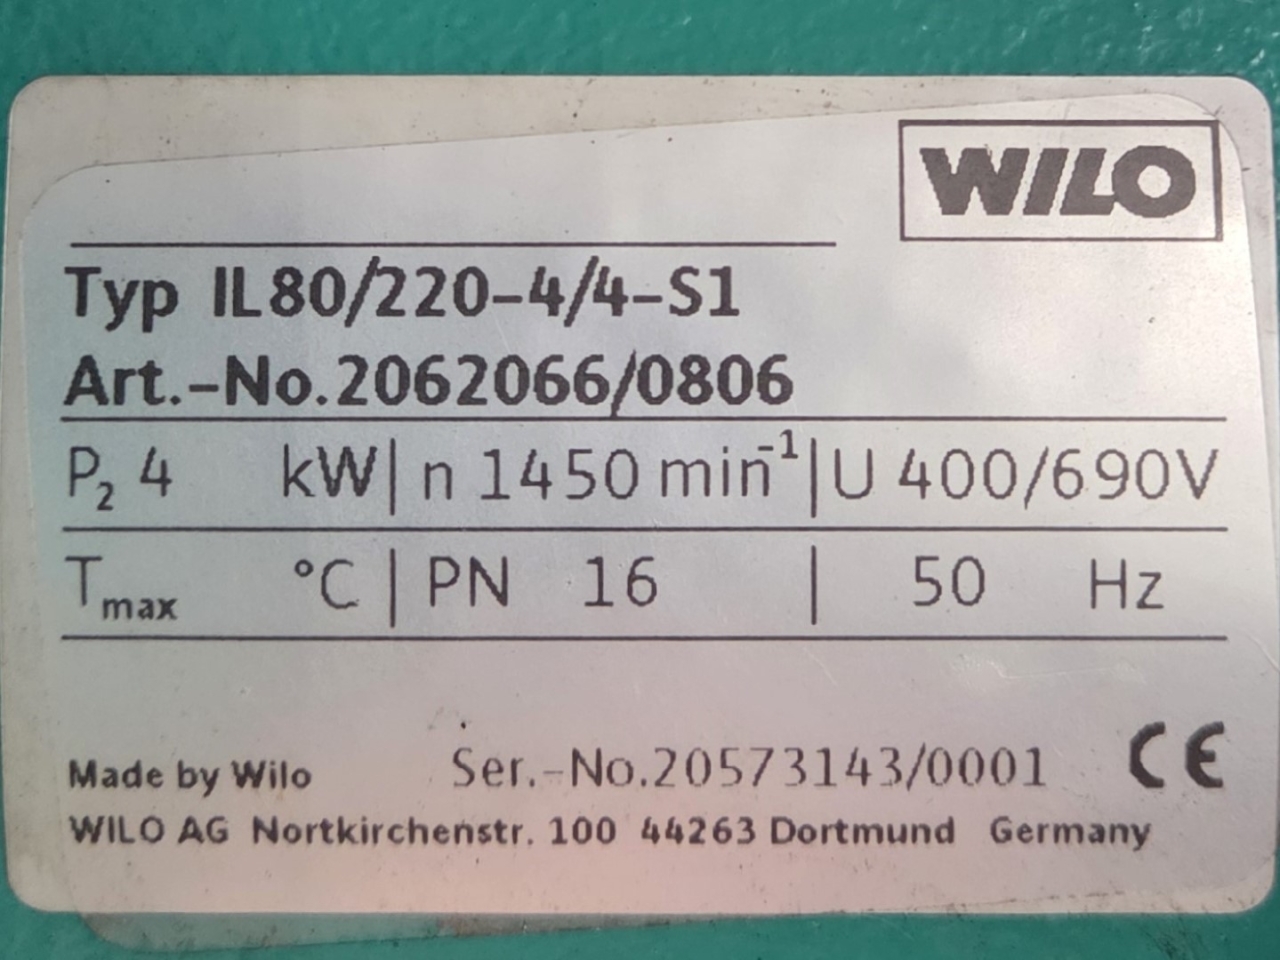 WILO
Typ IL80/220-4/4-S1
Art.-No.2062066/0806
P₂ 4 kW | n 1450 min⁻¹ | U 400/690V
Tmax °C | PN 16 | 50 Hz
Made by Wilo Ser.-No.20573143/0001 CE
WILO AG Nortkirchenstr. 100 44263 Dortmund Germany